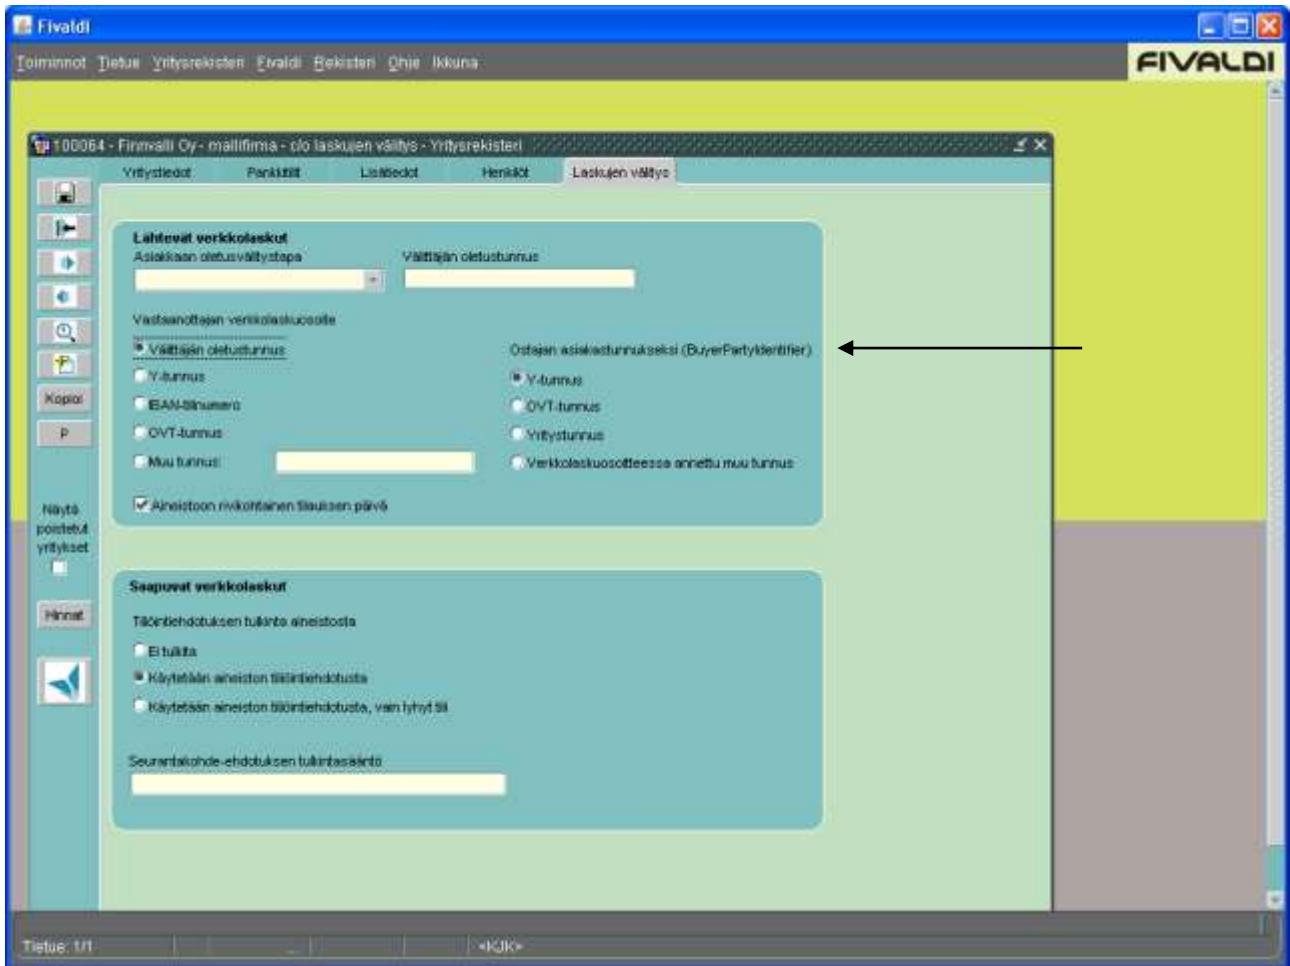 Fivaldi
Toiminnot Tietue Yritysrekisteri Fivaldi Rekisteri Ohje Ikkuna
FIVALDI
100064 - Finnvalli Oy - mallifirma - c/o laskujen välitys - Yritysrekisteri
Yritystiedot Pankkitilit Lisätiedot Henkilöt Laskujen välitys
Lähtevät verkkolaskut
Asiakkaan oletusvälitystapa Välittäjän oletustunnus
Vastaanottajan verkkolaskuosoite
Välittäjän oletustunnus Ostajan asiakastunnukseksi (BuyerPartyIdentifier)
Y-tunnus Y-tunnus
IBAN-tilinumero OVT-tunnus
OVT-tunnus Yritystunnus
Muu tunnus: Verkkolaskuosoitteessa annettu muu tunnus
Aineistoon rivikohtainen tilauksen päivä
Kopioi
P
Näytä
poistetut
yritykset
Hinnat
Saapuvat verkkolaskut
Tiliöintiehdotuksen tulkinta aineistosta
Ei tulkita
Käytetään aineiston tiliöintiehdotusta
Käytetään aineiston tiliöintiehdotusta, vain lyhyt tili
Seurantakohde-ehdotuksen tulkintasääntö
Tietue: 1/1 <KJK>